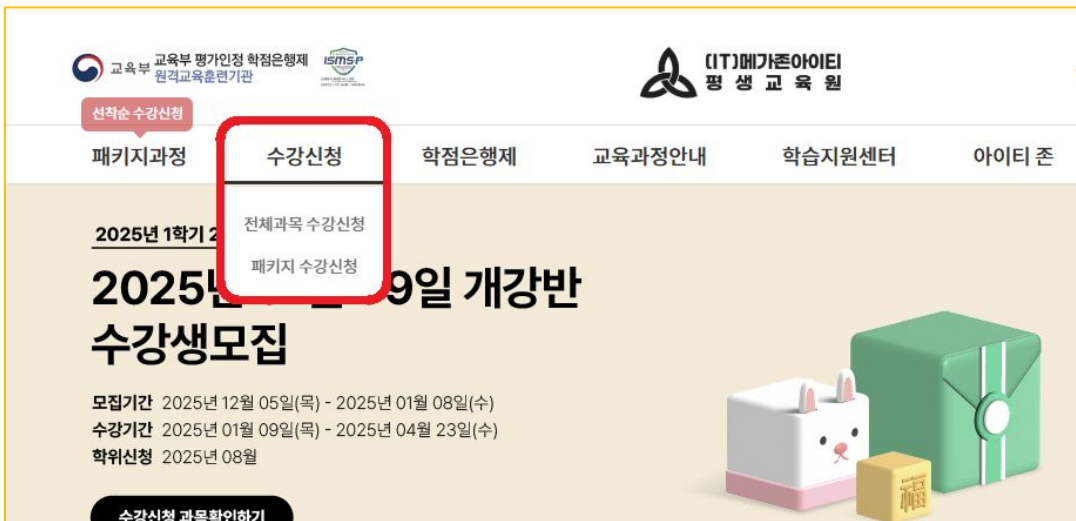 교육부
교육부 평가인정 학점은행제
원격교육훈련기관
ISMS-P
(IT)메가존아이티
평생교육원
선착순 수강신청
패키지과정 수강신청 학점은행제 교육과정안내 학습지원센터 아이티 존
전체과목 수강신청
패키지 수강신청
2025년 1학기 2
2025년 9일 개강반
수강생모집
모집기간 2025년 12월 05일(목) - 2025년 01월 08일(수)
수강기간 2025년 01월 09일(목) - 2025년 04월 23일(수)
학위신청 2025년 08월
수강신청 과목확인하기
福